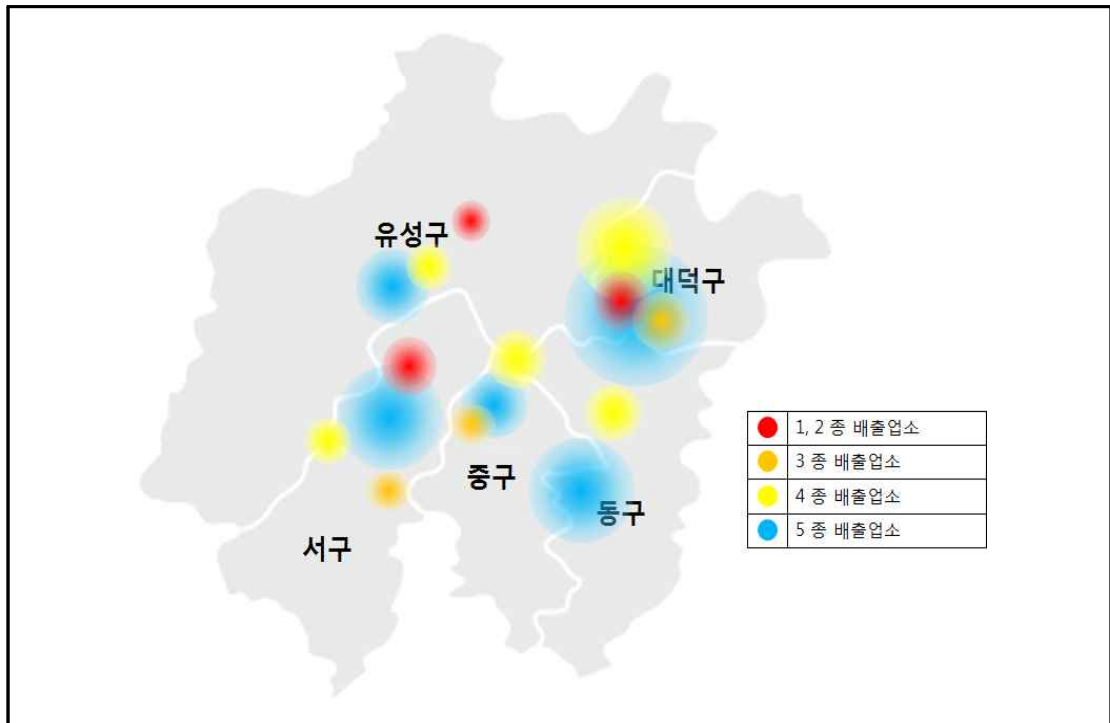 유성구
대덕구
중구
동구
서구
1, 2 종 배출업소
3 종 배출업소
4 종 배출업소
5 종 배출업소